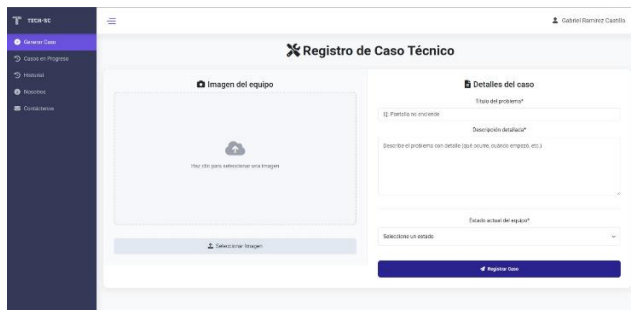 TECH-SC
Gabriel Ramirez Castillo
Generar Caso
Casos en Progreso
Historial
Nosotros
Contáctenos
Registro de Caso Técnico
Imagen del equipo
Haz clic para seleccionar una imagen
Seleccionar Imagen
Detalles del caso
Título del problema*
Ej: Pantalla no enciende
Descripción detallada*
Describe el problema con detalle (qué ocurre, cuándo empezó, etc.)
Estado actual del equipo*
Seleccione un estado
Registrar Caso